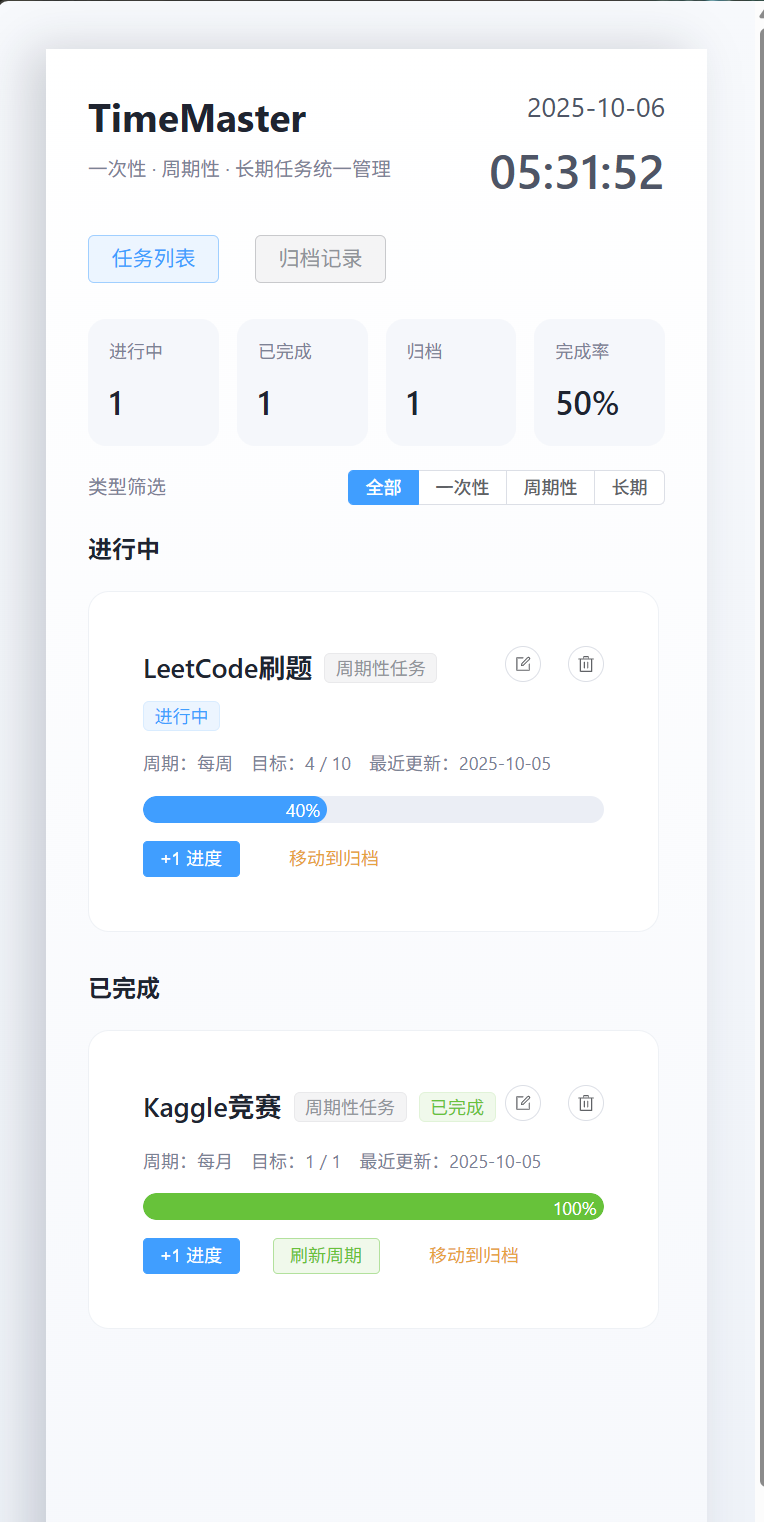 TimeMaster
2025-10-06
一次性 · 周期性 · 长期任务统一管理
05:31:52
任务列表 归档记录
进行中 已完成 归档 完成率
1 1 1 50%
类型筛选 全部 一次性 周期性 长期
进行中
LeetCode刷题 周期性任务
进行中
周期：每周 目标：4 / 10 最近更新：2025-10-05
40%
+1 进度 移动到归档
已完成
Kaggle竞赛 周期性任务 已完成
周期：每月 目标：1 / 1 最近更新：2025-10-05
100%
+1 进度 刷新周期 移动到归档